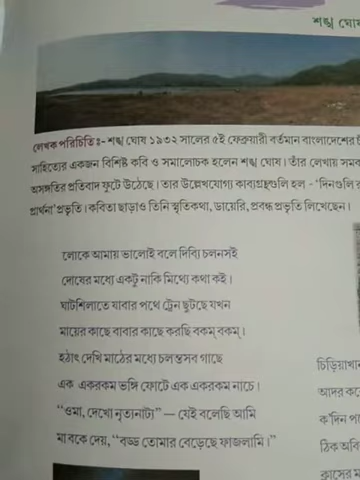 শঙ্খ ঘোষ
লেখক পরিচিতিঃ- শঙ্খ ঘোষ ১৯৩২ সালের ৫ই ফেব্রুয়ারী বর্তমান বাংলাদেশের
সাহিত্যের একজন বিশিষ্ট কবি ও সমালোচক হলেন শঙ্খ ঘোষ। তাঁর লেখায়
অসঙ্গতির প্রতিবাদ ফুটে উঠেছে। তার উল্লেখযোগ্য কাব্যগ্রন্থগুলি হল - 'দিনগুলি
প্রার্থনা' প্রভৃতি। কবিতা ছাড়াও তিনি স্মৃতিকথা, ডায়েরি, প্রবন্ধ প্রভৃতি লিখেছেন।
লোকে আমায় ভালোই বলে দিব্যি চলনসই
দোষের মধ্যে একটু নাকি মিথ্যে কথা কই।
ঘাটশিলাতে যাবার পথে ট্রেন ছুটছে যখন
মায়ের কাছে বাবার কাছে করছি বকম্ বকম্।
হঠাৎ দেখি মাঠের মধ্যে চলন্ত সব গাছে
এক একরকম ভঙ্গি ফোটে এক একরকম নাচে।
"ওমা, দেখো নৃত্যনাট্য" — যেই বলেছি আমি
মা বকে দেয়, "বড্ড তোমার বেড়েছে ফাজলামি।"
চিড়িয়াখা
আদর ক
ক'দিন প
ঠিক অবি
ক্লাসের ম